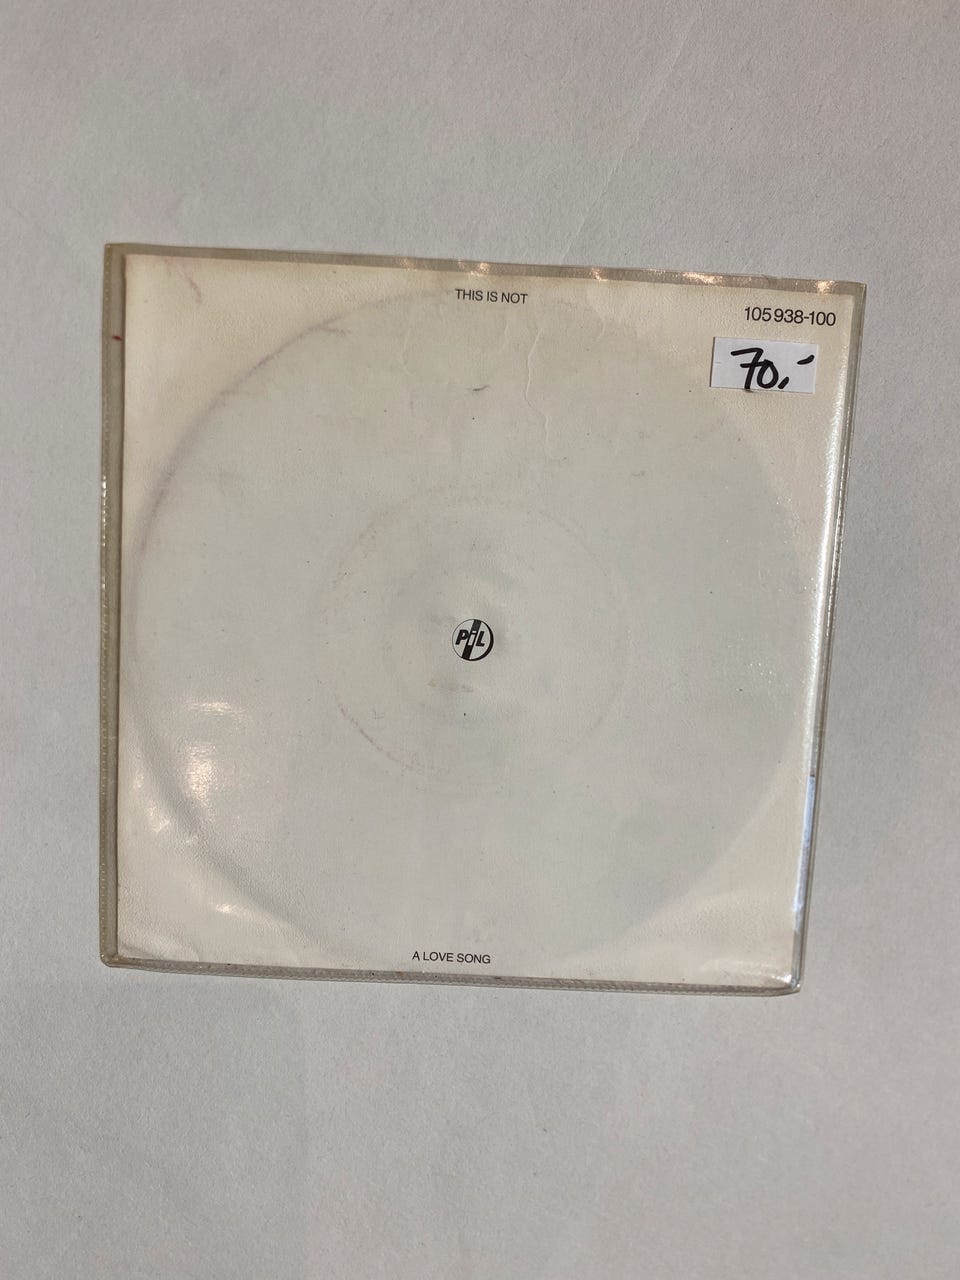 THIS IS NOT
105 938-100
70,-
PiL
A LOVE SONG